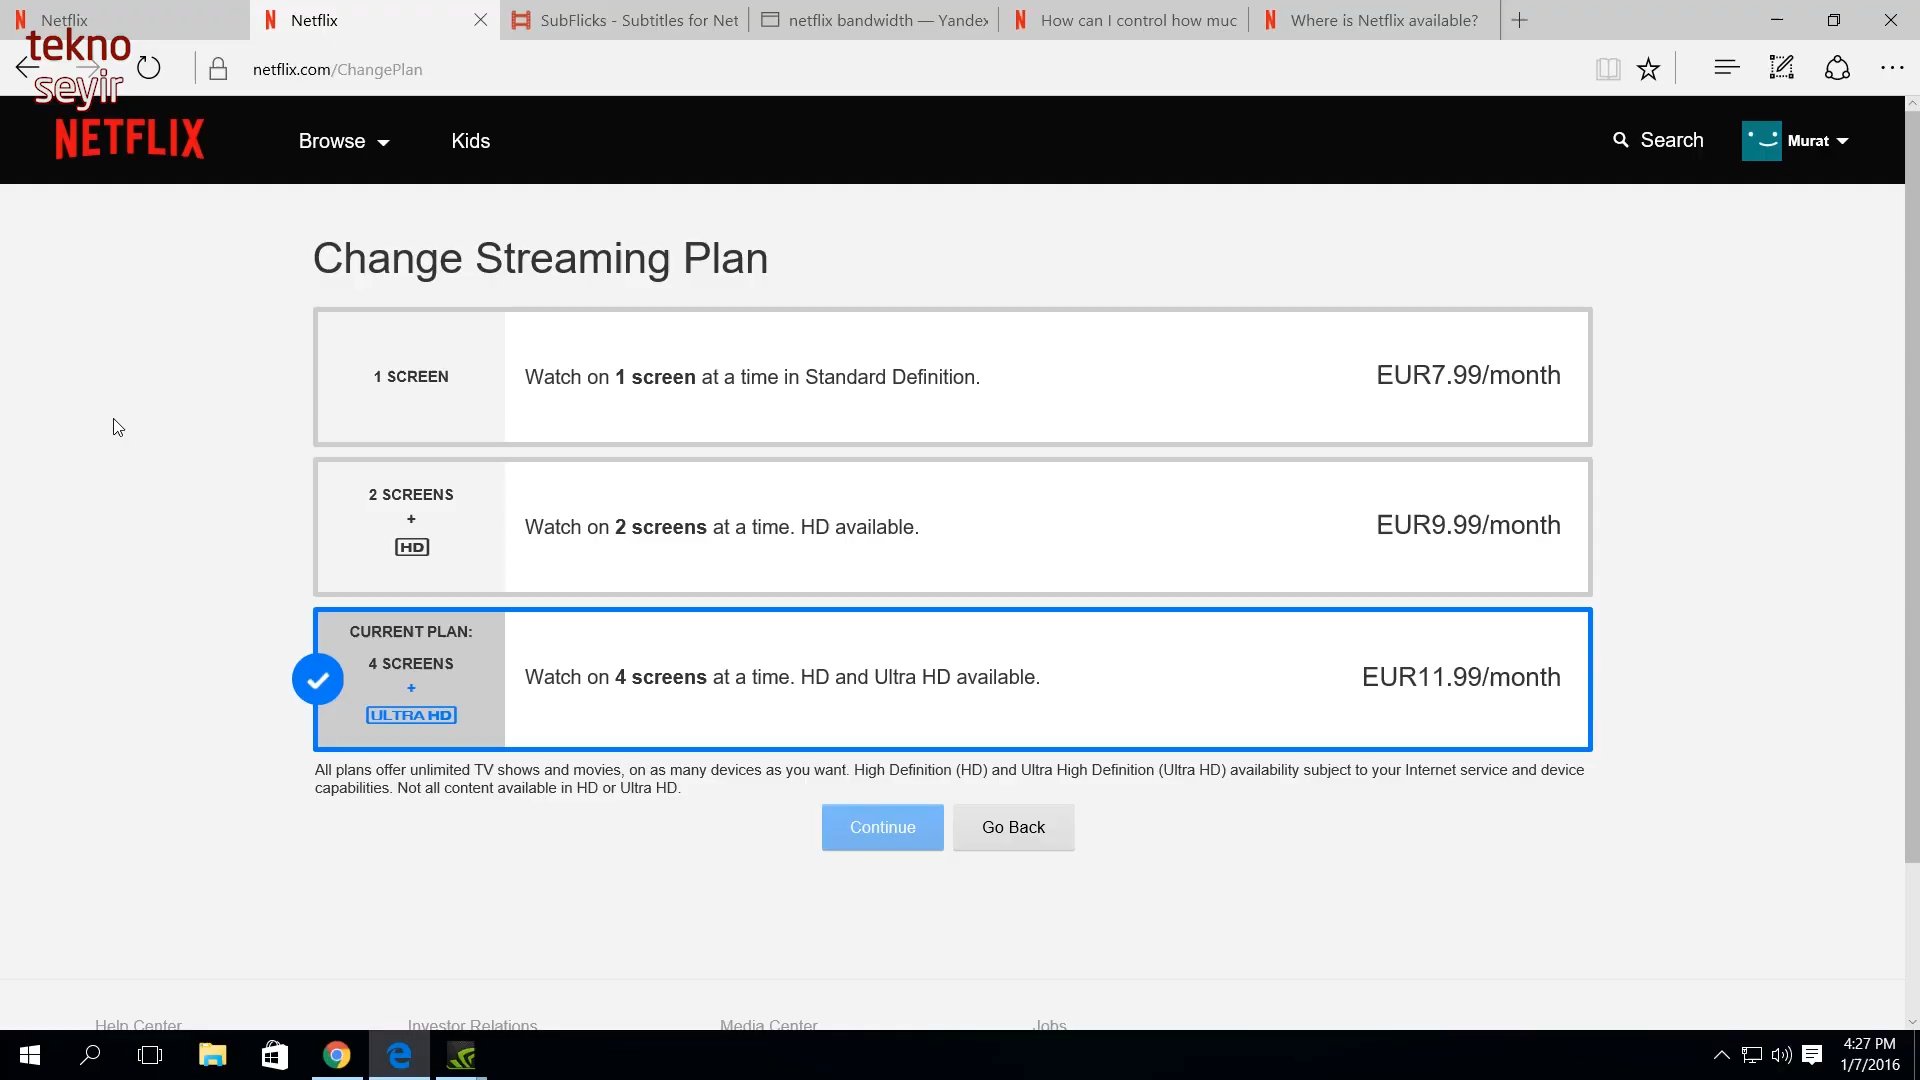 Netflix
Netflix
SubFlicks - Subtitles for Net
netflix bandwidth — Yandex
How can I control how muc
Where is Netflix available?
tekno
seyir
netflix.com/ChangePlan
NETFLIX
Browse
Kids
Search
Murat
Change Streaming Plan
1 SCREEN
Watch on 1 screen at a time in Standard Definition.
EUR7.99/month
2 SCREENS
+
HD
Watch on 2 screens at a time. HD available.
EUR9.99/month
CURRENT PLAN:
4 SCREENS
+
ULTRA HD
Watch on 4 screens at a time. HD and Ultra HD available.
EUR11.99/month
All plans offer unlimited TV shows and movies, on as many devices as you want. High Definition (HD) and Ultra High Definition (Ultra HD) availability subject to your Internet service and device
capabilities. Not all content available in HD or Ultra HD.
Continue
Go Back
Help Center
Investor Relations
Media Center
Jobs
4:27 PM
1/7/2016